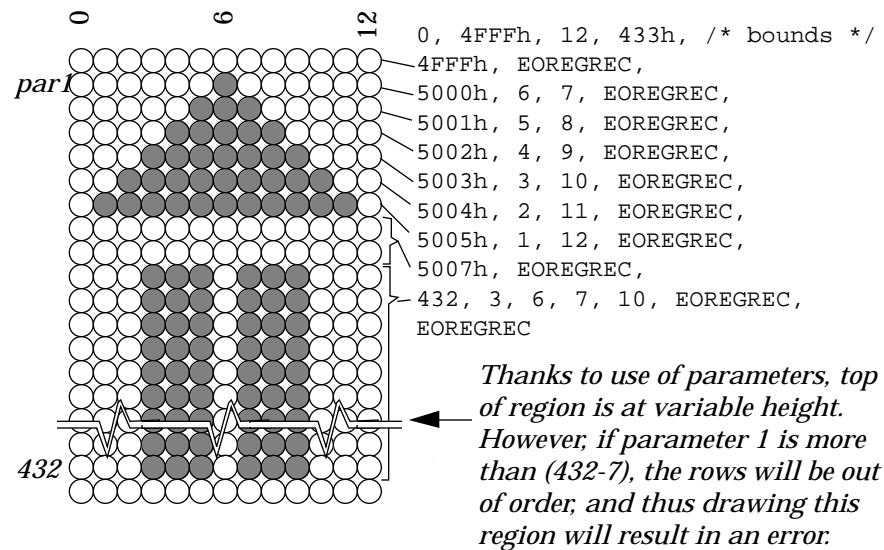 0 6 12
0, 4FFFh, 12, 433h, /* bounds */
par1
4FFFh, EOREGREC,
5000h, 6, 7, EOREGREC,
5001h, 5, 8, EOREGREC,
5002h, 4, 9, EOREGREC,
5003h, 3, 10, EOREGREC,
5004h, 2, 11, EOREGREC,
5005h, 1, 12, EOREGREC,
5007h, EOREGREC,
432, 3, 6, 7, 10, EOREGREC,
EOREGREC
Thanks to use of parameters, top
of region is at variable height.
However, if parameter 1 is more
than (432-7), the rows will be out
of order, and thus drawing this
region will result in an error.
432